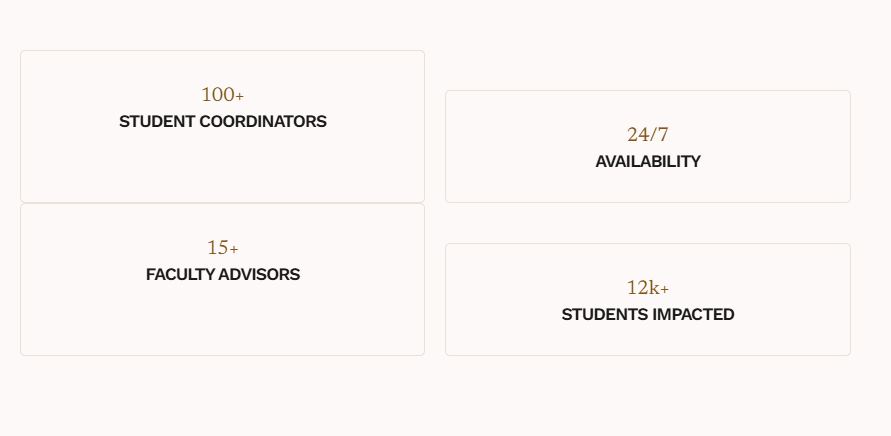 100+
STUDENT COORDINATORS
24/7
AVAILABILITY
15+
FACULTY ADVISORS
12k+
STUDENTS IMPACTED